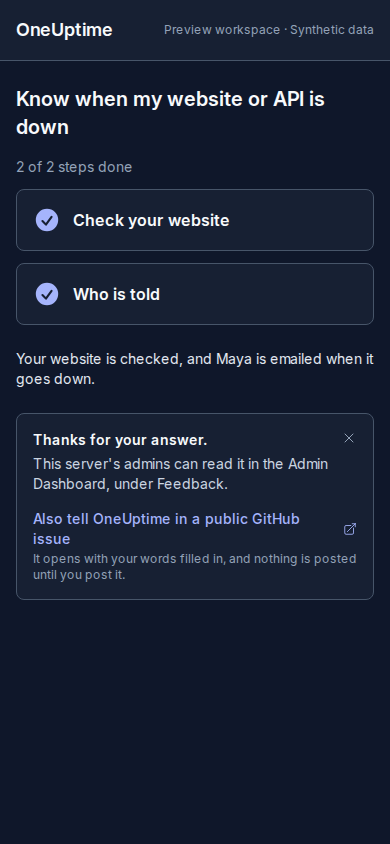 OneUptime
Preview workspace · Synthetic data
Know when my website or API is
down
2 of 2 steps done
Check your website
Who is told
Your website is checked, and Maya is emailed when it
goes down.
Thanks for your answer.
This server's admins can read it in the Admin
Dashboard, under Feedback.
Also tell OneUptime in a public GitHub
issue
It opens with your words filled in, and nothing is posted
until you post it.